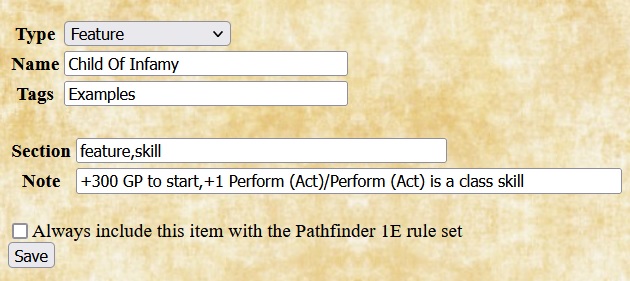 Type Feature
Name Child Of Infamy
Tags Examples
Section feature,skill
Note +300 GP to start,+1 Perform (Act)/Perform (Act) is a class skill
Always include this item with the Pathfinder 1E rule set
Save